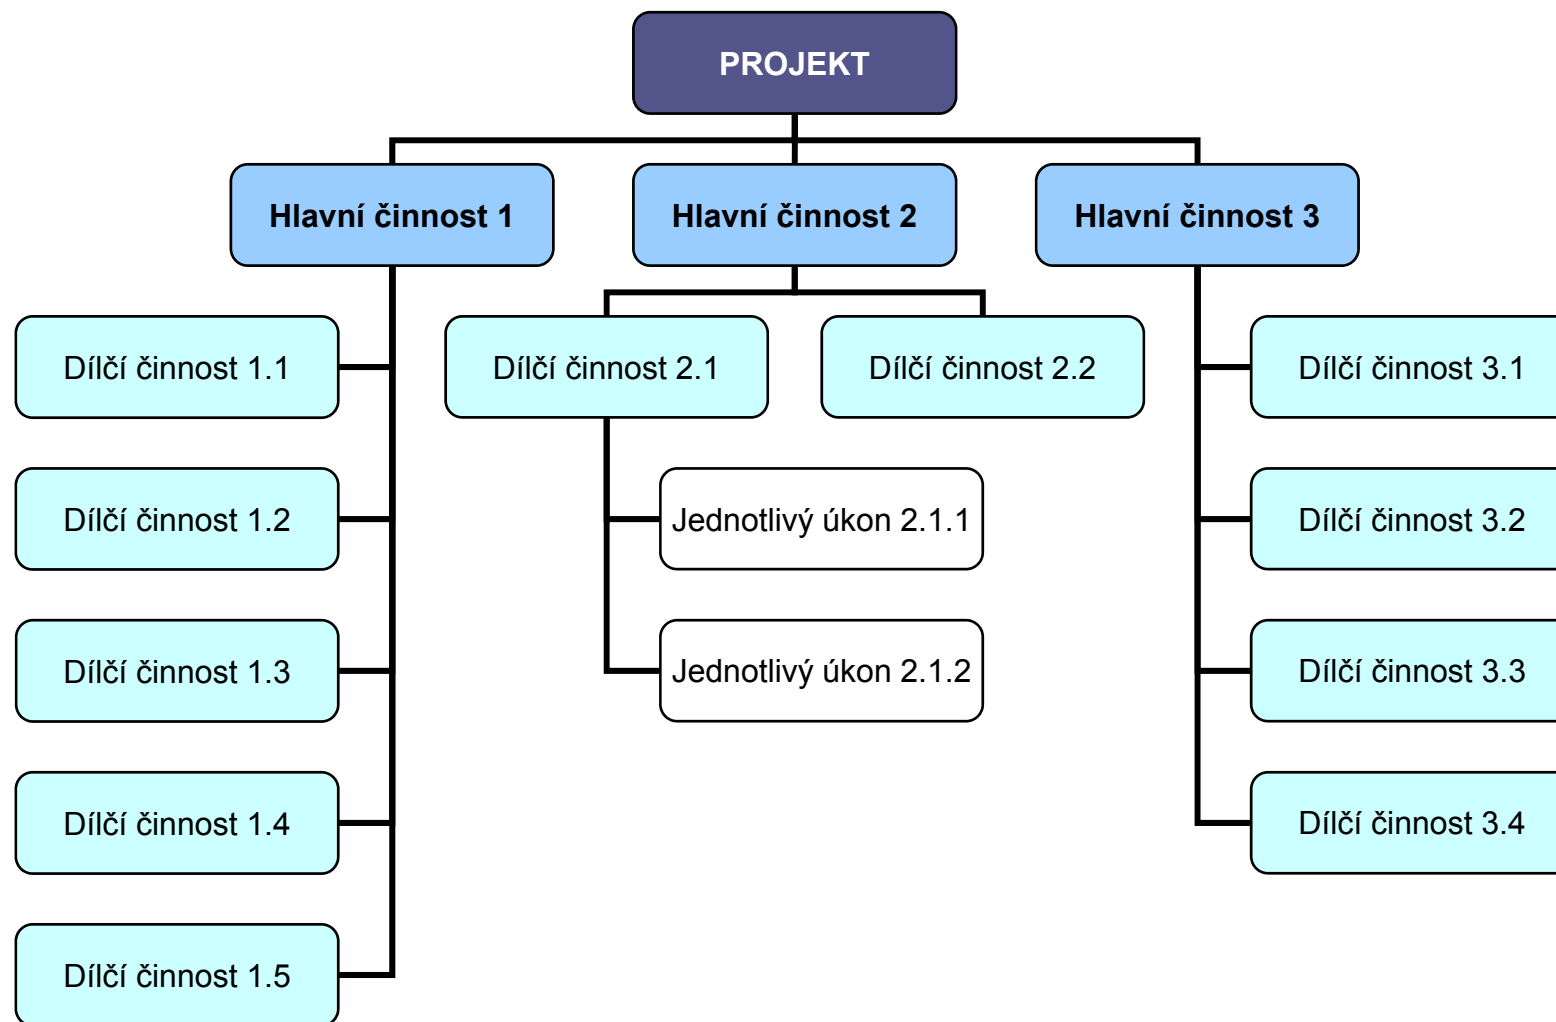 PROJEKT
Hlavní činnost 1
Hlavní činnost 2
Hlavní činnost 3
Dílčí činnost 1.1
Dílčí činnost 2.1
Dílčí činnost 2.2
Dílčí činnost 3.1
Dílčí činnost 1.2
Jednotlivý úkon 2.1.1
Dílčí činnost 3.2
Dílčí činnost 1.3
Jednotlivý úkon 2.1.2
Dílčí činnost 3.3
Dílčí činnost 1.4
Dílčí činnost 3.4
Dílčí činnost 1.5